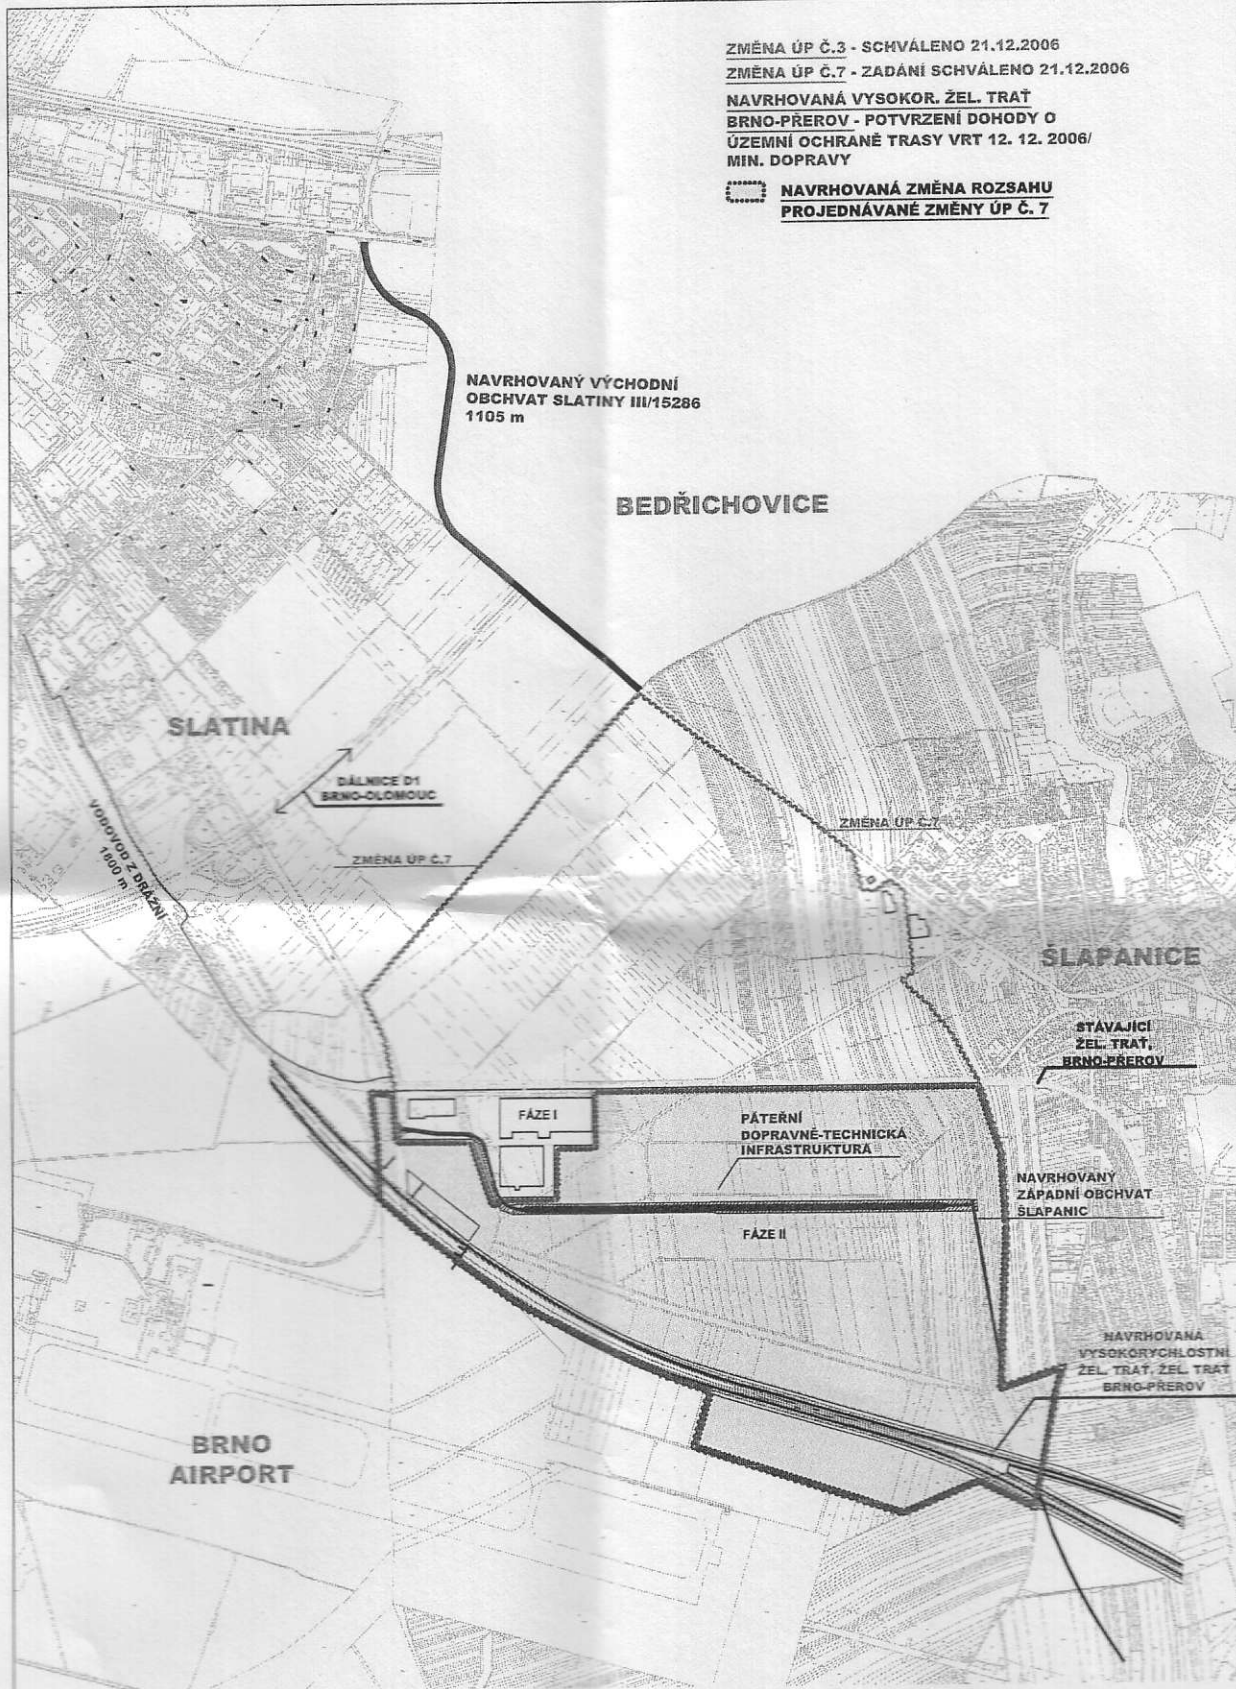 ZMĚNA ÚP Č.3 - SCHVÁLENO 21.12.2006
ZMĚNA ÚP Č.7 - ZADÁNÍ SCHVÁLENO 21.12.2006
NAVRHOVANÁ VYSOKOR. ŽEL. TRAŤ
BRNO-PŘEROV - POTVRZENÍ DOHODY O
ÚZEMNÍ OCHRANĚ TRASY VRT 12. 12. 2006/
MIN. DOPRAVY
NAVRHOVANÁ ZMĚNA ROZSAHU
PROJEDNÁVANÉ ZMĚNY ÚP Č. 7
NAVRHOVANÝ VÝCHODNÍ
OBCHVAT SLATINY III/15286
1105 m
BEDŘICHOVICE
SLATINA
DÁLNICE D1
BRNO-OLOMOUC
VODOVOD Z DRÁŽNÍ
1800 m
ZMĚNA ÚP Č.7
ZMĚNA ÚP Č.7
ŠLAPANICE
STÁVAJÍCÍ
ŽEL. TRAŤ,
BRNO-PŘEROV
FÁZE I
PÁTEŘNÍ
DOPRAVNĚ-TECHNICKÁ
INFRASTRUKTURA
NAVRHOVANÝ
ZÁPADNÍ OBCHVAT
ŠLAPANIC
FÁZE II
NAVRHOVANÁ
VYSOKORYCHLOSTNÍ
ŽEL. TRAŤ, ŽEL. TRAŤ
BRNO-PŘEROV
BRNO
AIRPORT